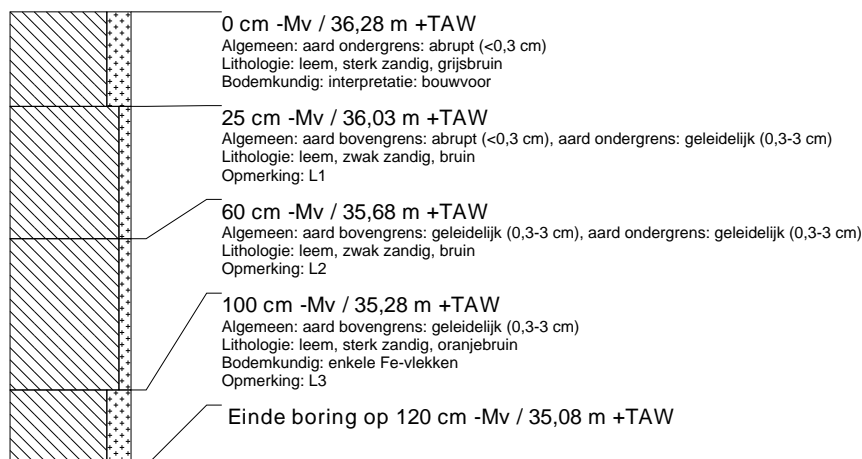 0 cm -Mv / 36,28 m +TAW
Algemeen: aard ondergrens: abrupt (<0,3 cm)
Lithologie: leem, sterk zandig, grijsbruin
Bodemkundig: interpretatie: bouwvoor
25 cm -Mv / 36,03 m +TAW
Algemeen: aard bovengrens: abrupt (<0,3 cm), aard ondergrens: geleidelijk (0,3-3 cm)
Lithologie: leem, zwak zandig, bruin
Opmerking: L1
60 cm -Mv / 35,68 m +TAW
Algemeen: aard bovengrens: geleidelijk (0,3-3 cm), aard ondergrens: geleidelijk (0,3-3 cm)
Lithologie: leem, zwak zandig, bruin
Opmerking: L2
100 cm -Mv / 35,28 m +TAW
Algemeen: aard bovengrens: geleidelijk (0,3-3 cm)
Lithologie: leem, sterk zandig, oranjebruin
Bodemkundig: enkele Fe-vlekken
Opmerking: L3
Einde boring op 120 cm -Mv / 35,08 m +TAW